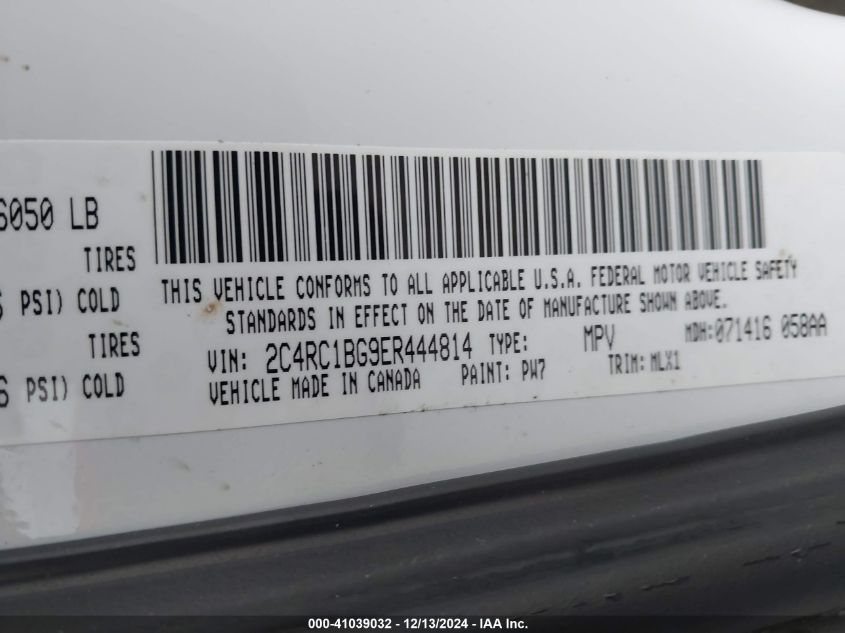 6050 LB
TIRES
PSI) COLD
TIRES
PSI) COLD
THIS VEHICLE CONFORMS TO ALL APPLICABLE U.S.A. FEDERAL MOTOR VEHICLE SAFETY
STANDARDS IN EFFECT ON THE DATE OF MANUFACTURE SHOWN ABOVE.
VIN: 2C4RC1BG9ER444814 TYPE: MPV MDH:071416 058AA
VEHICLE MADE IN CANADA PAINT: PW7 TRIM: MLX1
000-41039032 - 12/13/2024 - IAA Inc.